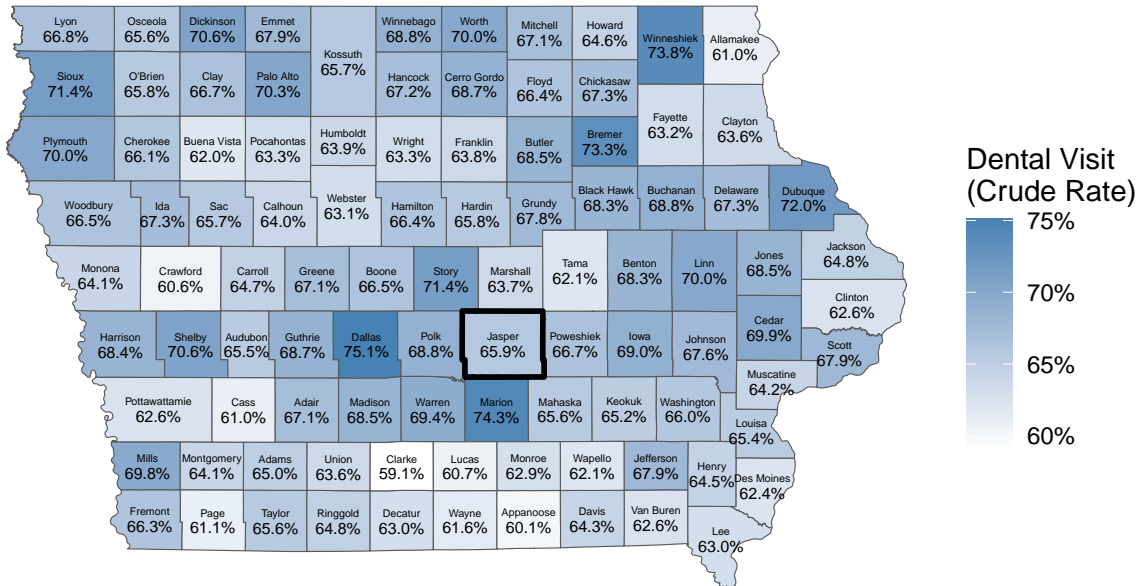 Lyon
66.8%
Osceola
65.6%
Dickinson
70.6%
Emmet
67.9%
Kossuth
65.7%
Winnebago
68.8%
Worth
70.0%
Mitchell
67.1%
Howard
64.6%
Winneshiek
73.8%
Allamakee
61.0%
Sioux
71.4%
O'Brien
65.8%
Clay
66.7%
Palo Alto
70.3%
Hancock
67.2%
Cerro Gordo
68.7%
Floyd
66.4%
Chickasaw
67.3%
Fayette
63.2%
Clayton
63.6%
Plymouth
70.0%
Cherokee
66.1%
Buena Vista
62.0%
Pocahontas
63.3%
Humboldt
63.9%
Wright
63.3%
Franklin
63.8%
Butler
68.5%
Bremer
73.3%
Woodbury
66.5%
Ida
67.3%
Sac
65.7%
Calhoun
64.0%
Webster
63.1%
Hamilton
66.4%
Hardin
65.8%
Grundy
67.8%
Black Hawk
68.3%
Buchanan
68.8%
Delaware
67.3%
Dubuque
72.0%
Monona
64.1%
Crawford
60.6%
Carroll
64.7%
Greene
67.1%
Boone
66.5%
Story
71.4%
Marshall
63.7%
Tama
62.1%
Benton
68.3%
Linn
70.0%
Jones
68.5%
Jackson
64.8%
Clinton
62.6%
Harrison
68.4%
Shelby
70.6%
Audubon
65.5%
Guthrie
68.7%
Dallas
75.1%
Polk
68.8%
Jasper
65.9%
Poweshiek
66.7%
Iowa
69.0%
Johnson
67.6%
Cedar
69.9%
Scott
67.9%
Muscatine
64.2%
Pottawattamie
62.6%
Cass
61.0%
Adair
67.1%
Madison
68.5%
Warren
69.4%
Marion
74.3%
Mahaska
65.6%
Keokuk
65.2%
Washington
66.0%
Louisa
65.4%
Mills
69.8%
Montgomery
64.1%
Adams
65.0%
Union
63.6%
Clarke
59.1%
Lucas
60.7%
Monroe
62.9%
Wapello
62.1%
Jefferson
67.9%
Henry
64.5%
Des Moines
62.4%
Fremont
66.3%
Page
61.1%
Taylor
65.6%
Ringgold
64.8%
Decatur
63.0%
Wayne
61.6%
Appanoose
60.1%
Davis
64.3%
Van Buren
62.6%
Lee
63.0%
Dental Visit
(Crude Rate)
75%
70%
65%
60%